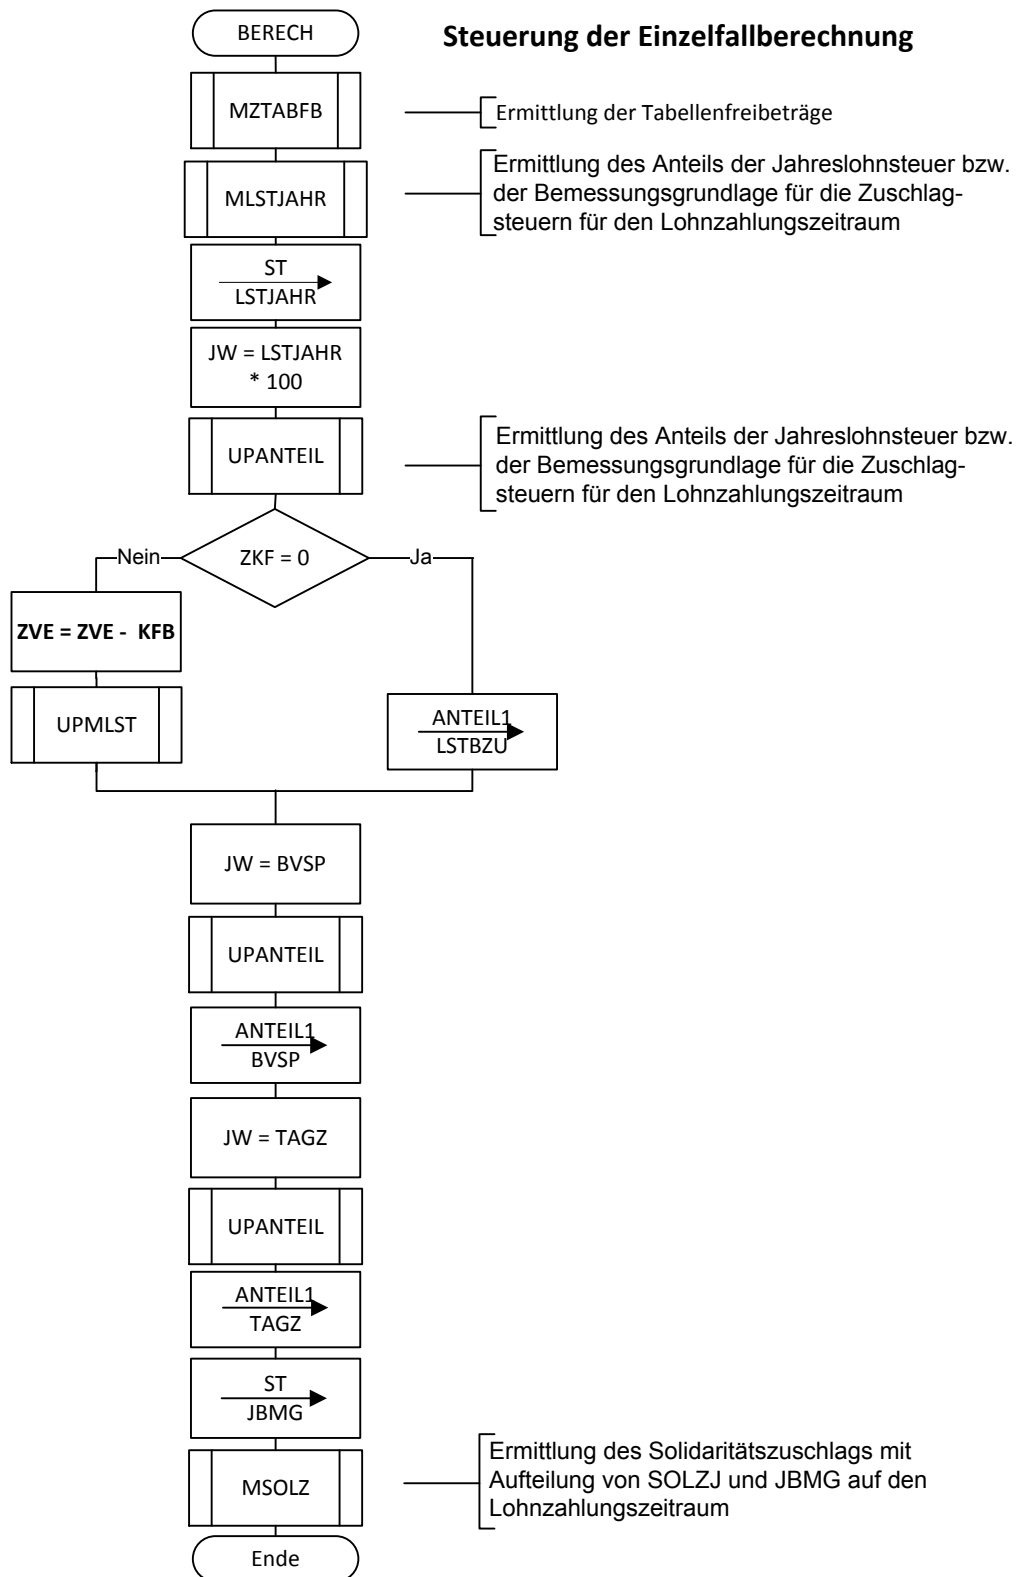 BERECH
Steuerung der Einzelfallberechnung
MZTABFB
Ermittlung der Tabellenfreibeträge
MLSTJAHR
Ermittlung des Anteils der Jahreslohnsteuer bzw.
der Bemessungsgrundlage für die Zuschlag-
steuern für den Lohnzahlungszeitraum
ST
LSTJAHR
JW = LSTJAHR
* 100
UPANTEIL
Ermittlung des Anteils der Jahreslohnsteuer bzw.
der Bemessungsgrundlage für die Zuschlag-
steuern für den Lohnzahlungszeitraum
Nein
ZKF = 0
Ja
ZVE = ZVE - KFB
UPMLST
ANTEIL1
LSTBZU
JW = BVSP
UPANTEIL
ANTEIL1
BVSP
JW = TAGZ
UPANTEIL
ANTEIL1
TAGZ
ST
JBMG
MSOLZ
Ermittlung des Solidaritätszuschlags mit
Aufteilung von SOLZJ und JBMG auf den
Lohnzahlungszeitraum
Ende